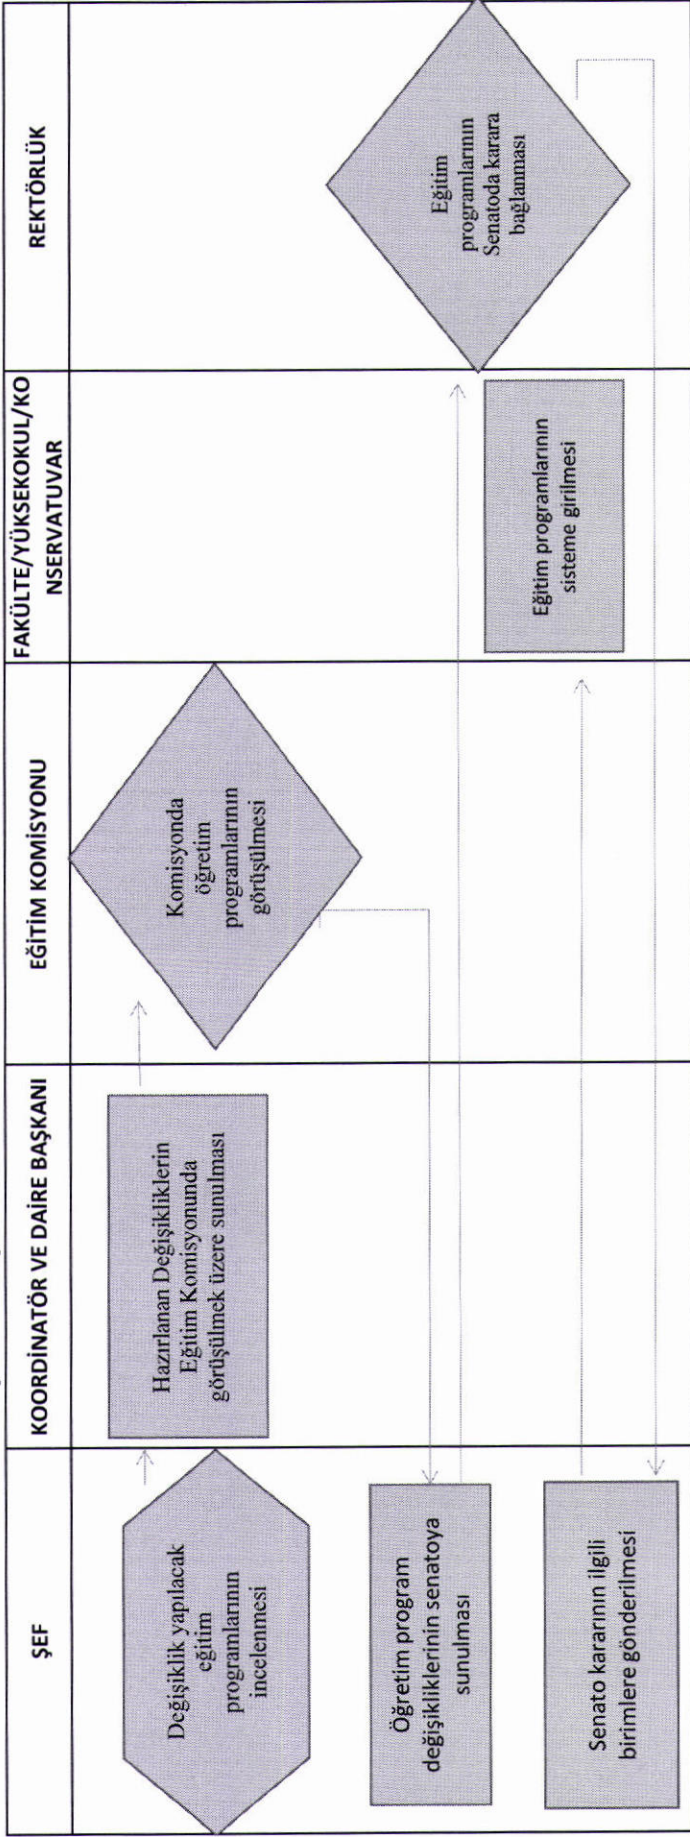 ŞEF
KOORDİNATÖR VE DAİRE BAŞKANI
EĞİTİM KOMİSYONU
FAKÜLTE/YÜKSEKOKUL/KO
NSERVATUVAR
REKTÖRLÜK
Değişiklik yapılacak
eğitim
programlarının
incelenmesi
Hazırlanan Değişikliklerin
Eğitim Komisyonunda
görüşülmek üzere sunulması
Komisyonda
öğretim
programlarının
görüşülmesi
Öğretim program
değişikliklerinin senatoya
sunulması
Eğitim
programlarının
Senatoda karara
bağlanması
Senato kararının ilgili
birimlere gönderilmesi
Eğitim programlarının
sisteme girilmesi